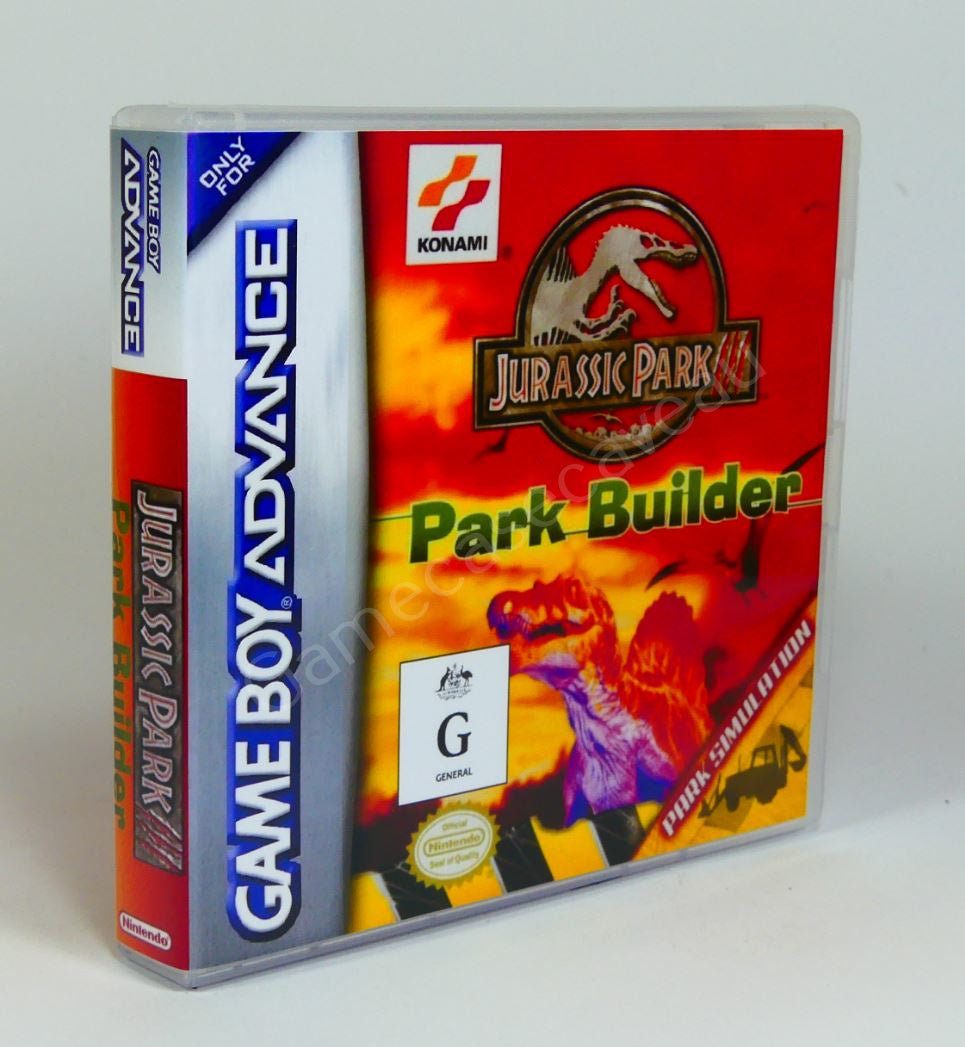 GAME BOY
ADVANCE
JURASSIC PARK III
Park Builder
Nintendo
ONLY
FOR
GAME BOY ADVANCE
KONAMI
JURASSIC PARK III
Park Builder
G
GENERAL
Official
Nintendo
Seal of Quality
PARK SIMULATION
Gamecasecaveau